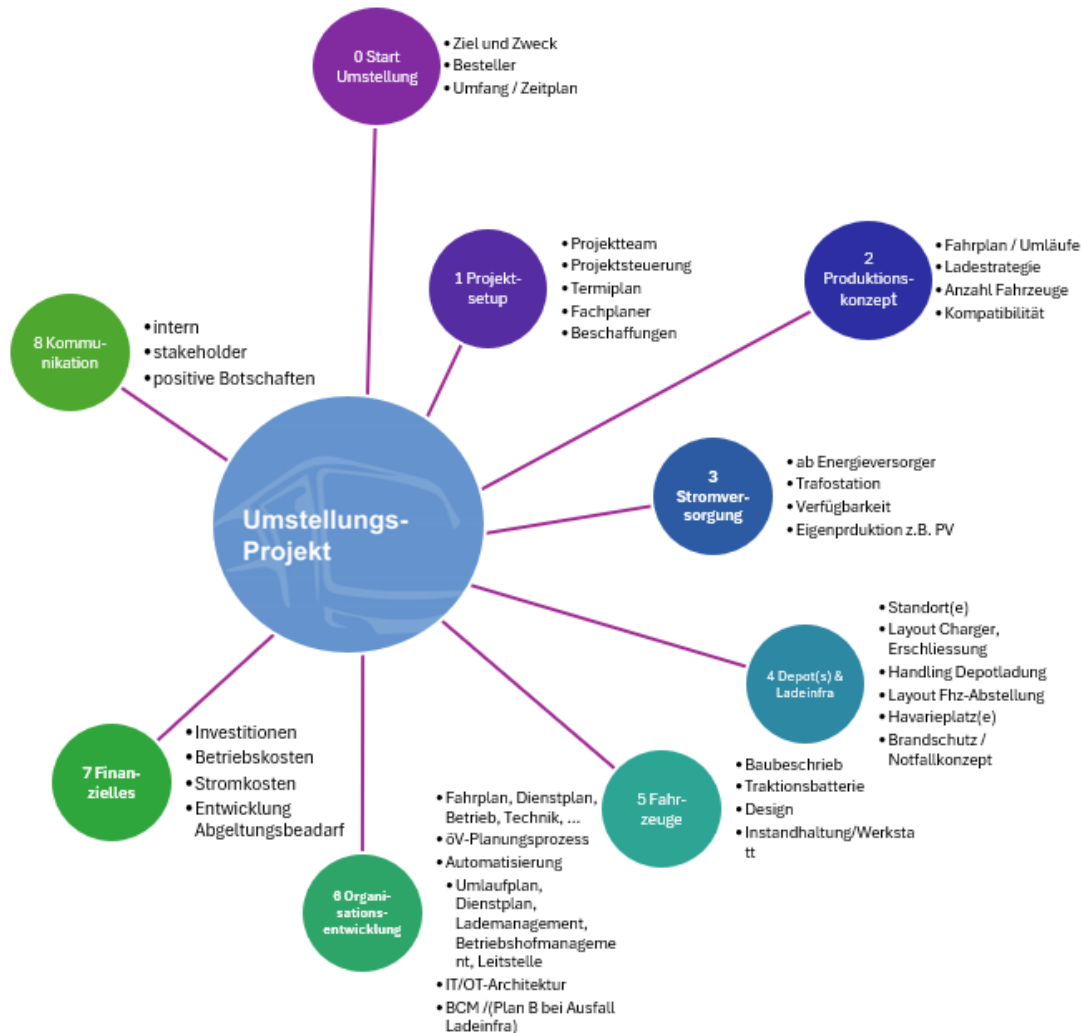 0 Start
Umstellung
• Ziel und Zweck
• Besteller
• Umfang / Zeitplan
1 Projekt-
setup
• Projektteam
• Projektsteuerung
• Termiplan
• Fachplaner
• Beschaffungen
2
Produktions-
konzept
• Fahrplan / Umläufe
• Ladestrategie
• Anzahl Fahrzeuge
• Kompatibilität
8 Kommu-
nikation
• intern
• stakeholder
• positive Botschaften
Umstellungs-
Projekt
3
Stromver-
sorgung
• ab Energieversorger
• Trafostation
• Verfügbarkeit
• Eigenprduktion z.B. PV
4 Depot(s) &
Ladeinfra
• Standort(e)
• Layout Charger,
Erschliessung
• Handling Depotladung
• Layout Fhz-Abstellung
• Havarieplatz(e)
• Brandschutz /
Notfallkonzept
7 Finan-
zielles
• Investitionen
• Betriebskosten
• Stromkosten
• Entwicklung
Abgeltungsbeadarf
5 Fahr-
zeuge
• Baubeschrieb
• Traktionsbatterie
• Design
• Instandhaltung/Werksta
tt
6 Organi-
sations-
entwicklung
• Fahrplan, Dienstplan,
Betrieb, Technik, ...
• öV-Planungsprozess
• Automatisierung
• Umlaufplan,
Dienstplan,
Lademanagement,
Betriebshofmanageme
nt, Leitstelle
• IT/OT-Architektur
• BCM /(Plan B bei Ausfall
Ladeinfra)